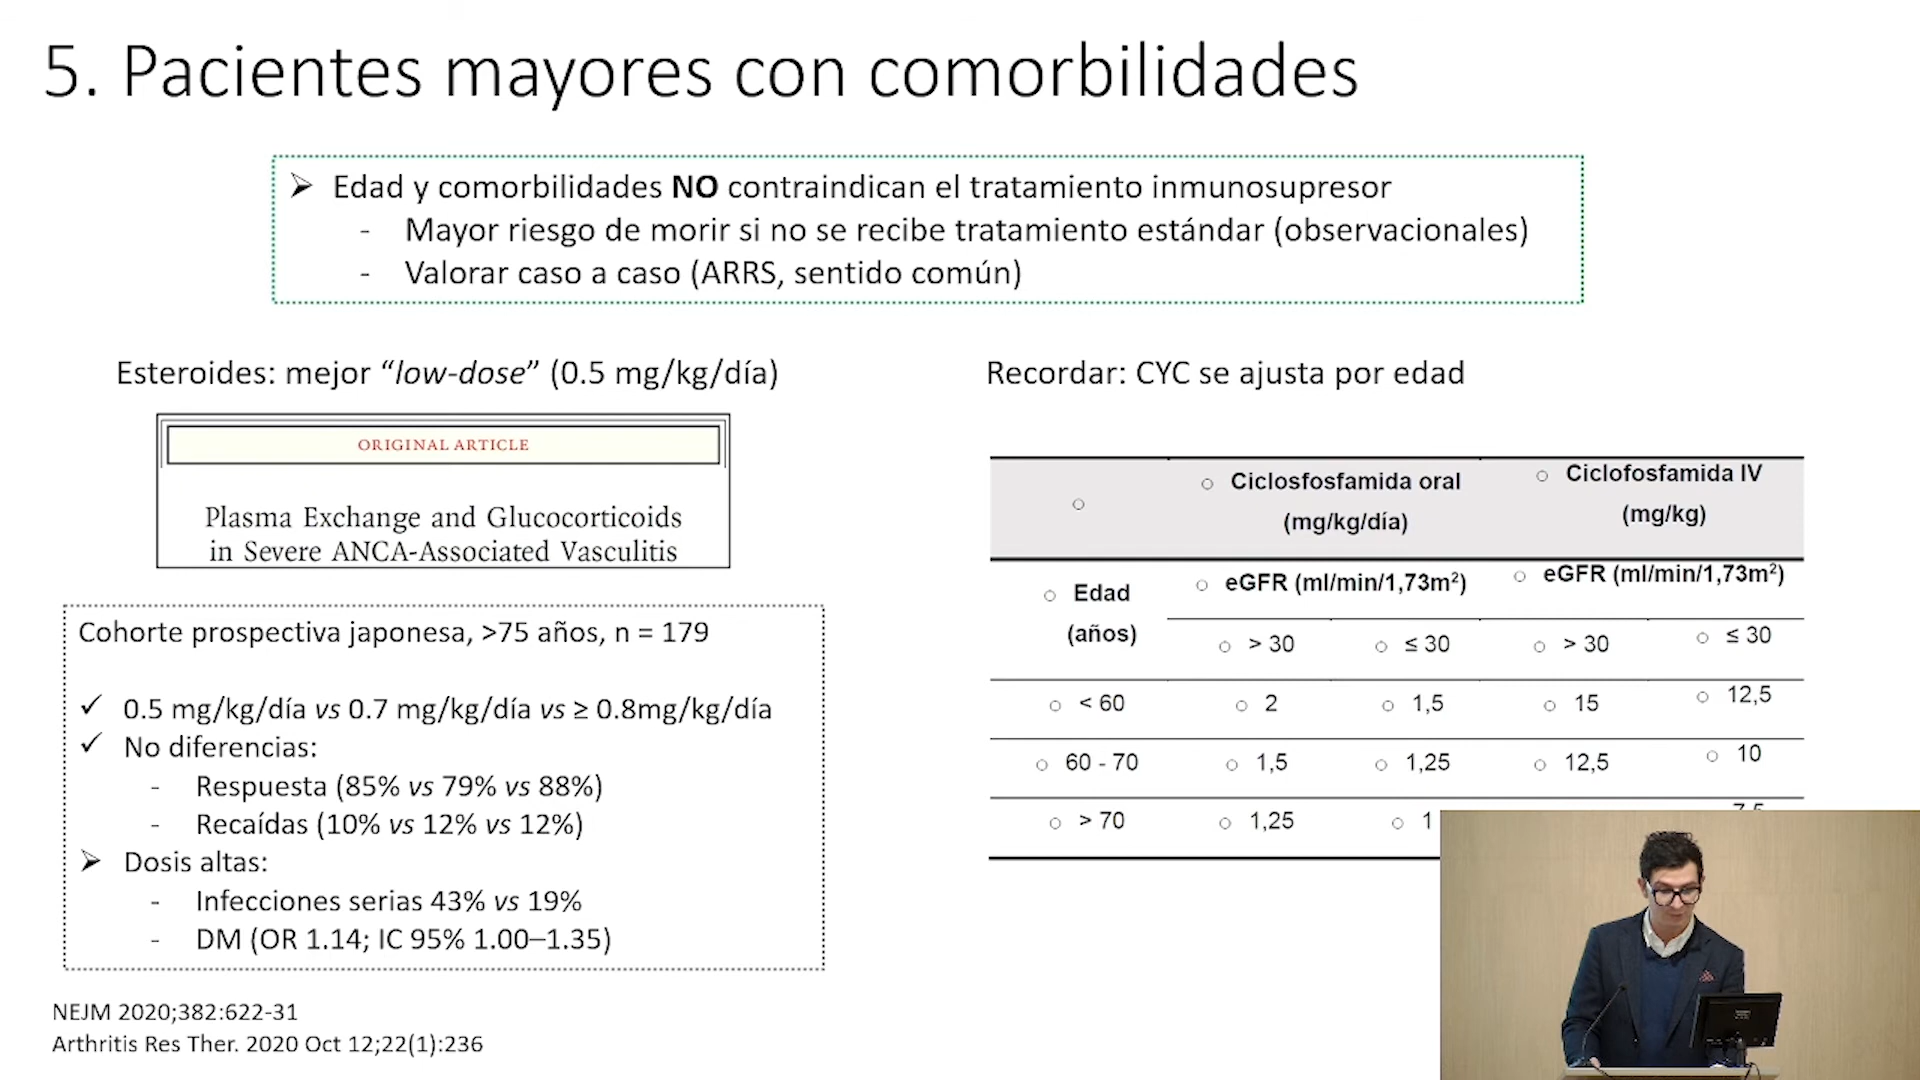 5. Pacientes mayores con comorbilidades
Edad y comorbilidades NO contraindican el tratamiento inmunosupresor
- Mayor riesgo de morir si no se recibe tratamiento estándar (observacionales)
- Valorar caso a caso (ARRS, sentido común)
Esteroides: mejor “low-dose” (0.5 mg/kg/día)
ORIGINAL ARTICLE
Plasma Exchange and Glucocorticoids
in Severe ANCA-Associated Vasculitis
Cohorte prospectiva japonesa, >75 años, n = 179
0.5 mg/kg/día vs 0.7 mg/kg/día vs ≥ 0.8mg/kg/día
No diferencias:
- Respuesta (85% vs 79% vs 88%)
- Recaídas (10% vs 12% vs 12%)
Dosis altas:
- Infecciones serias 43% vs 19%
- DM (OR 1.14; IC 95% 1.00–1.35)
NEJM 2020;382:622-31
Arthritis Res Ther. 2020 Oct 12;22(1):236
Recordar: CYC se ajusta por edad
Ciclosfosfamida oral
(mg/kg/día)
Ciclofosfamida IV
(mg/kg)
Edad
(años)
eGFR (ml/min/1,73m²) eGFR (ml/min/1,73m²)
> 30 ≤ 30 > 30 ≤ 30
< 60 2 1,5 15 12,5
60 - 70 1,5 1,25 12,5 10
> 70 1,25 1